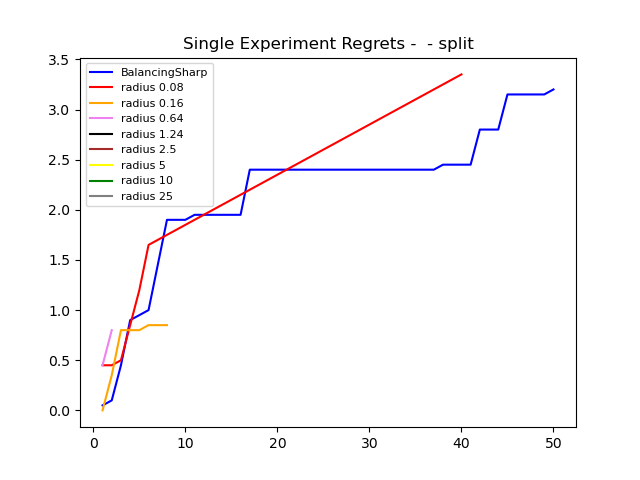 Single Experiment Regrets -  - split
3.5
3.0
2.5
2.0
1.5
1.0
0.5
0.0
BalancingSharp
radius 0.08
radius 0.16
radius 0.64
radius 1.24
radius 2.5
radius 5
radius 10
radius 25
0 10 20 30 40 50